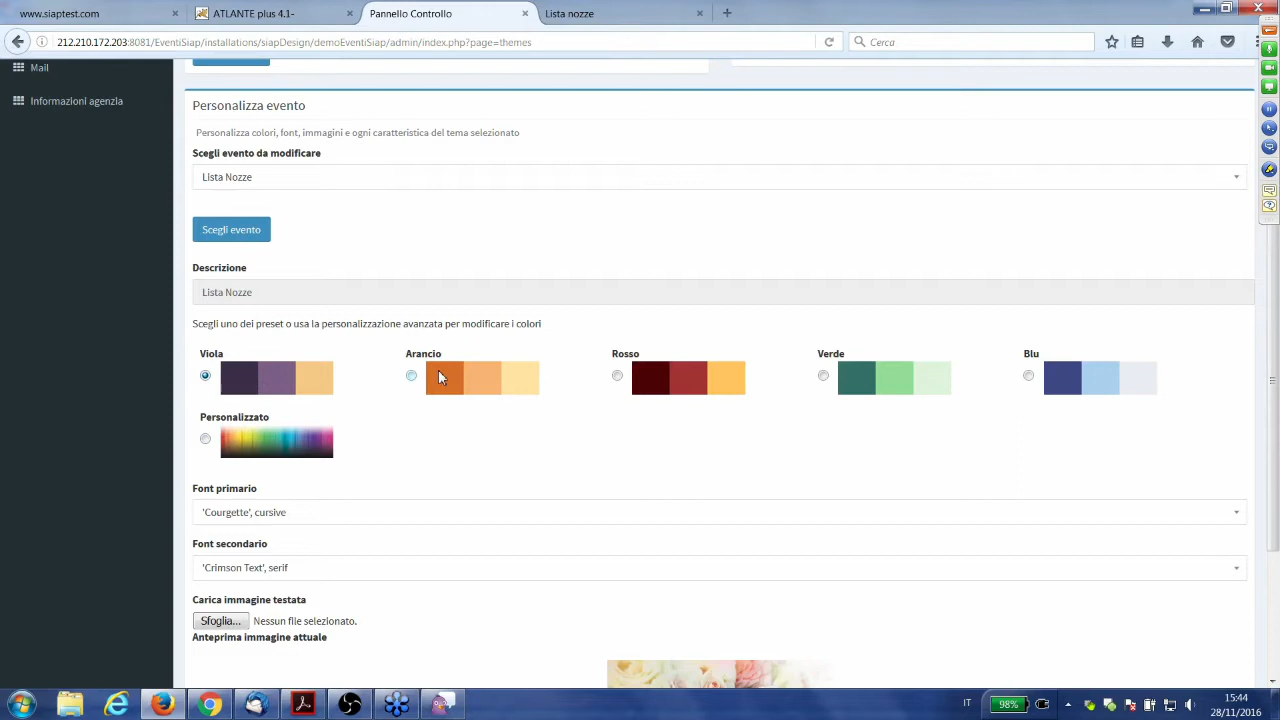 www.siaptest.com
ATLANTE plus 4.1-
Pannello Controllo
Lista nozze
212.210.172.203:8081/EventiSiap/installations/siapDesign/demoEventiSiap/admin/index.php?page=themes
Cerca
Mail
Informazioni agenzia
Personalizza evento
Personalizza colori, font, immagini e ogni caratteristica del tema selezionato
Scegli evento da modificare
Lista Nozze
Scegli evento
Descrizione
Lista Nozze
Scegli uno dei preset o usa la personalizzazione avanzata per modificare i colori
Viola
Arancio
Rosso
Verde
Blu
Personalizzato
Font primario
'Courgette', cursive
Font secondario
'Crimson Text', serif
Carica immagine testata
Sfoglia... Nessun file selezionato.
Anteprima immagine attuale
IT
98%
15:44
28/11/2016